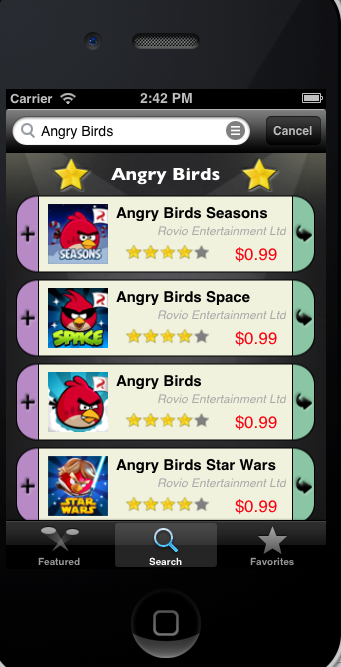 Carrier 2:42 PM
Angry Birds Cancel
Angry Birds
Angry Birds Seasons
Rovio Entertainment Ltd
SEASONS
$0.99
Angry Birds Space
Rovio Entertainment Ltd
SPACE
$0.99
Angry Birds
Rovio Entertainment Ltd
$0.99
Angry Birds Star Wars
Rovio Entertainment Ltd
STAR
WARS
$0.99
Featured Search Favorites